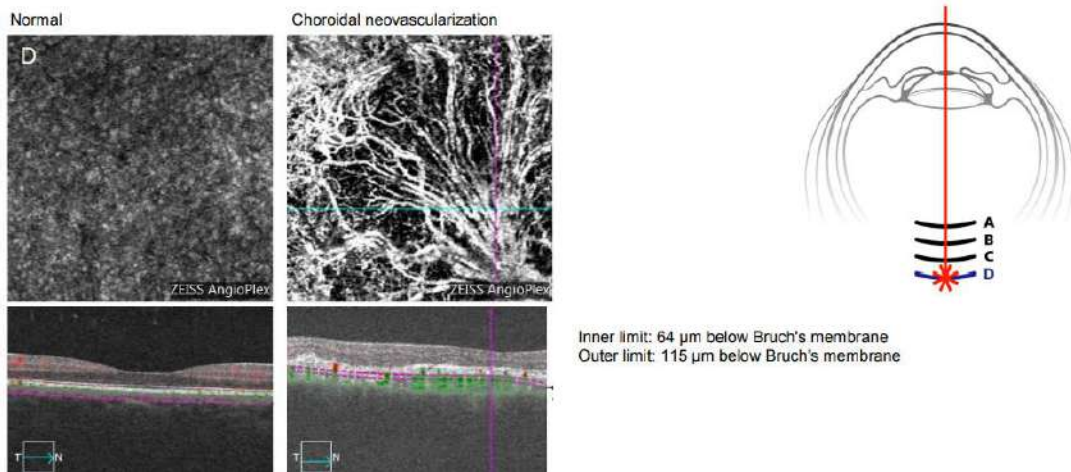 Normal
Choroidal neovascularization
D
ZEISS AngioPlex
ZEISS AngioPlex
A
B
C
D
Inner limit: 64 µm below Bruch's membrane
Outer limit: 115 µm below Bruch's membrane
T N
T N